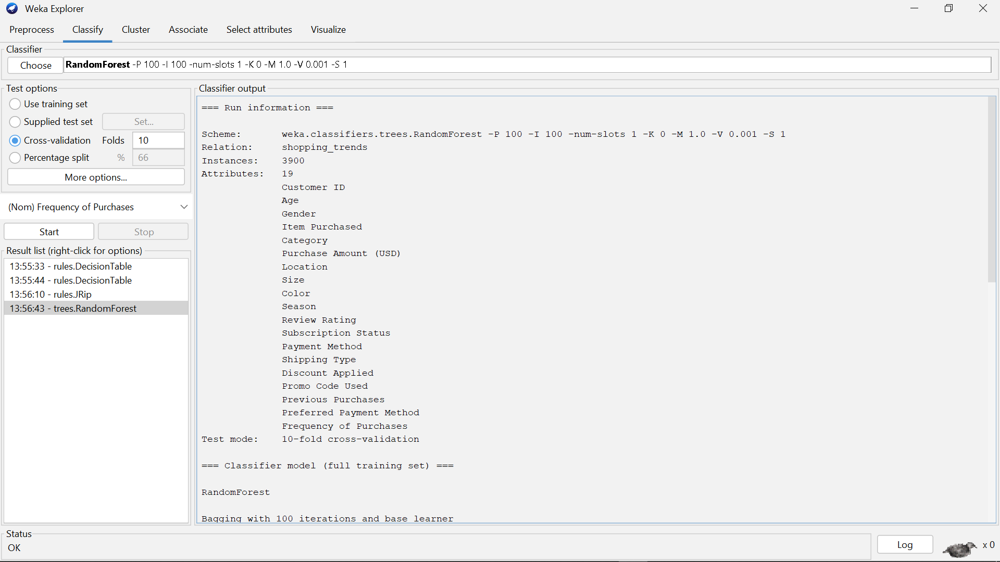 Weka Explorer
Preprocess Classify Cluster Associate Select attributes Visualize
Classifier
Choose RandomForest -P 100 -I 100 -num-slots 1 -K 0 -M 1.0 -V 0.001 -S 1
Test options
Use training set
Supplied test set Set...
Cross-validation Folds 10
Percentage split % 66
More options...
(Nom) Frequency of Purchases
Start Stop
Result list (right-click for options)
13:55:33 - rules.DecisionTable
13:55:44 - rules.DecisionTable
13:56:10 - rules.JRip
13:56:43 - trees.RandomForest
Classifier output
=== Run information ===
Scheme: weka.classifiers.trees.RandomForest -P 100 -I 100 -num-slots 1 -K 0 -M 1.0 -V 0.001 -S 1
Relation: shopping_trends
Instances: 3900
Attributes: 19
Customer ID
Age
Gender
Item Purchased
Category
Purchase Amount (USD)
Location
Size
Color
Season
Review Rating
Subscription Status
Payment Method
Shipping Type
Discount Applied
Promo Code Used
Previous Purchases
Preferred Payment Method
Frequency of Purchases
Test mode: 10-fold cross-validation
=== Classifier model (full training set) ===
RandomForest
Bagging with 100 iterations and base learner
Status
OK
Log x 0